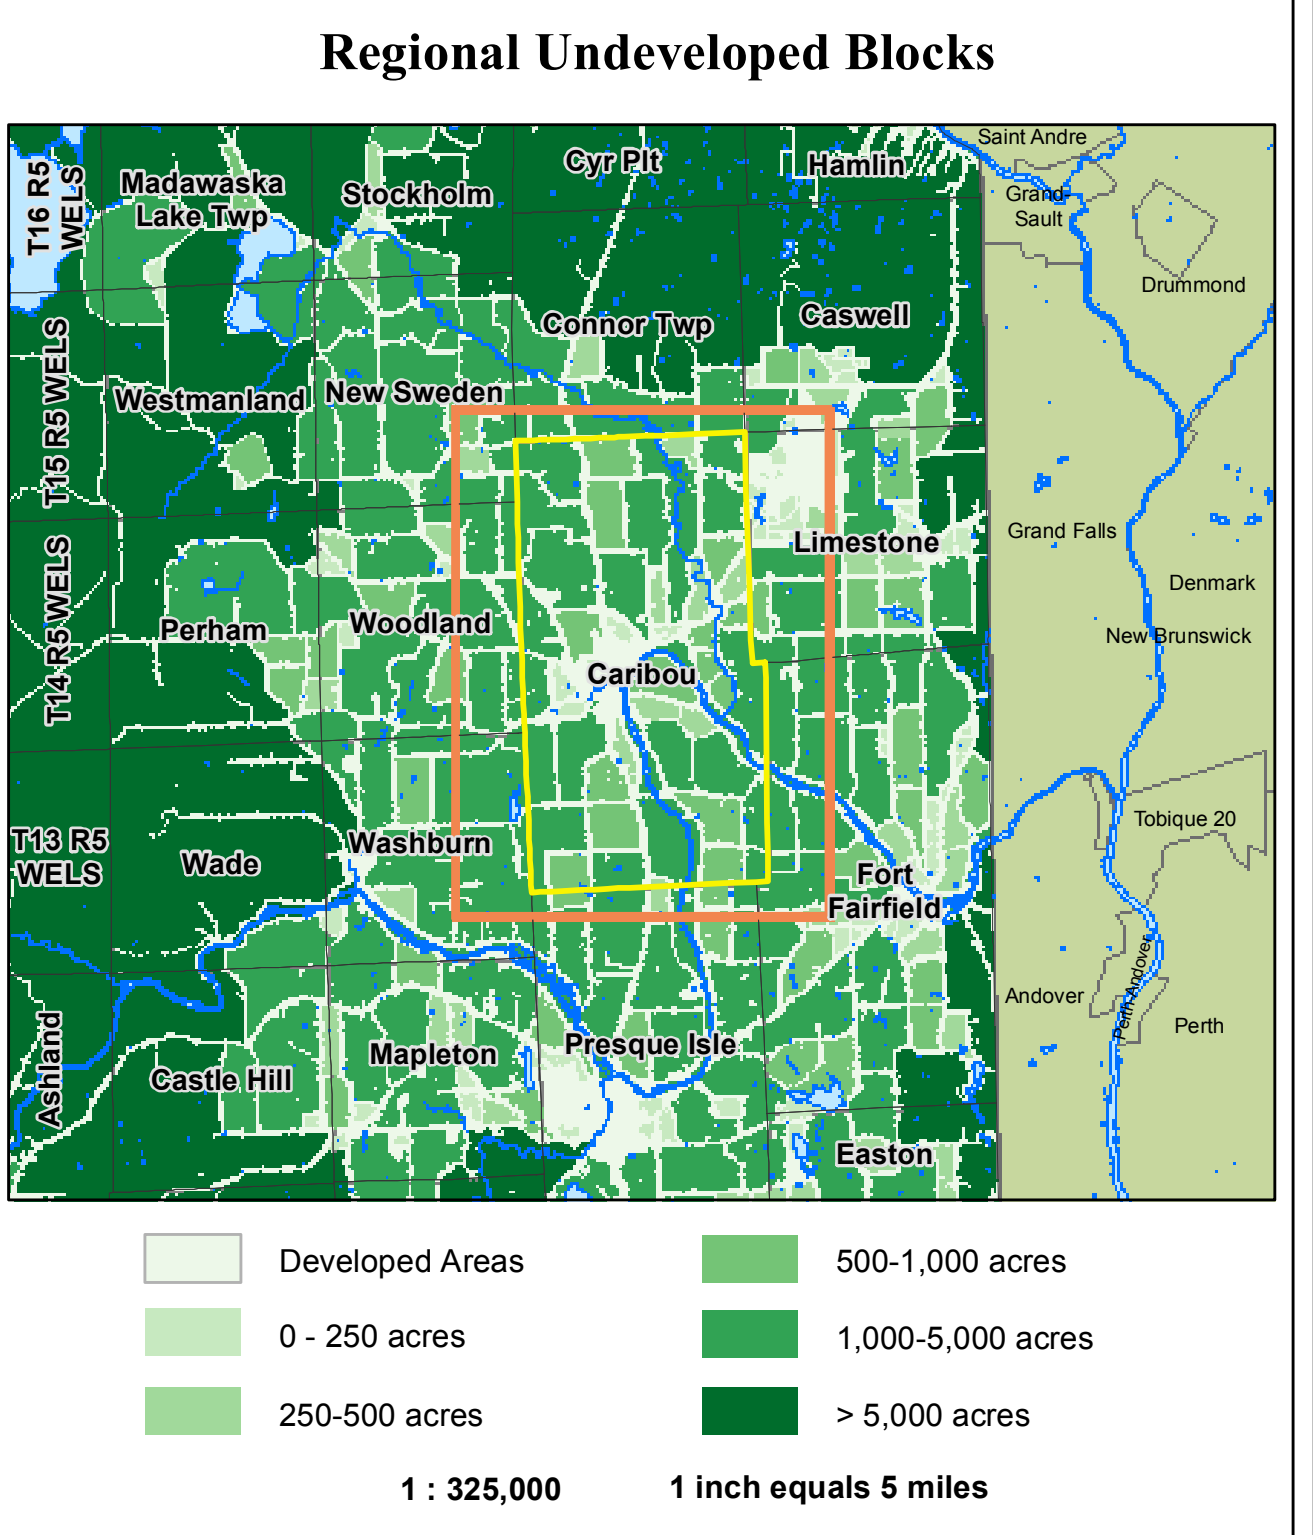 Regional Undeveloped Blocks
Saint Andre
Cyr Plt
Hamlin
T16 R5
WELS
Madawaska
Lake Twp
Stockholm
Grand
Sault
Drummond
Connor Twp
Caswell
T15 R5 WELS
Westmanland
New Sweden
Grand Falls
Limestone
Denmark
T14 R5 WELS
Perham
Woodland
New Brunswick
Caribou
Tobique 20
T13 R5
WELS
Wade
Washburn
Fort
Fairfield
Perth-Andover
Andover
Perth
Ashland
Castle Hill
Mapleton
Presque Isle
Easton
Developed Areas
500-1,000 acres
0 - 250 acres
1,000-5,000 acres
250-500 acres
> 5,000 acres
1 : 325,000
1 inch equals 5 miles